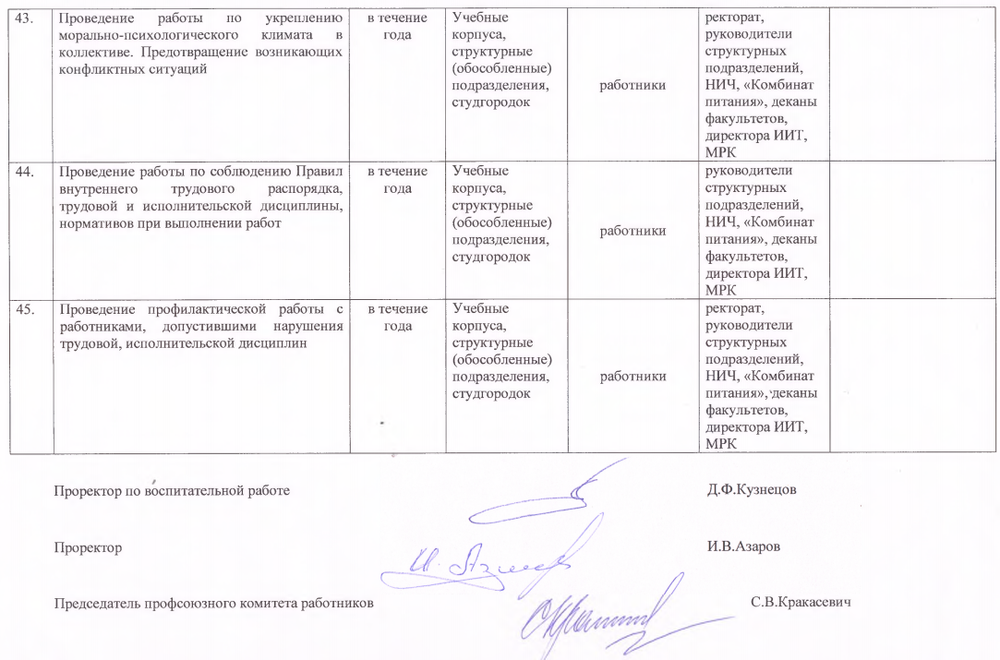 43. Проведение работы по укреплению в течение Учебные ректорат,
морально-психологического климата в года корпуса, руководители
коллективе. Предотвращение возникающих структурные структурных
конфликтных ситуаций (обособленные) подразделения,
подразделения, работники НИЧ, «Комбинат
студгородок питания», деканы
факультетов,
директора ИИТ,
МРК
44. Проведение работы по соблюдению Правил в течение Учебные руководители
внутреннего трудового распорядка, года корпуса, структурных
трудовой и исполнительской дисциплины, структурные подразделений,
нормативов при выполнении работ (обособленные) работники НИЧ, «Комбинат
подразделения, питания», деканы
студгородок факультетов,
директора ИИТ,
МРК
45. Проведение профилактической работы с в течение Учебные ректорат,
работниками, допустившими нарушения года корпуса, руководители
трудовой, исполнительской дисциплин структурные структурных
(обособленные) подразделений,
подразделения, работники НИЧ, «Комбинат
студгородок питания», деканы
факультетов,
директора ИИТ,
МРК
Проректор по воспитательной работе Д.Ф.Кузнецов
Проректор И.В.Азаров
Председатель профсоюзного комитета работников С.В.Кракасевич